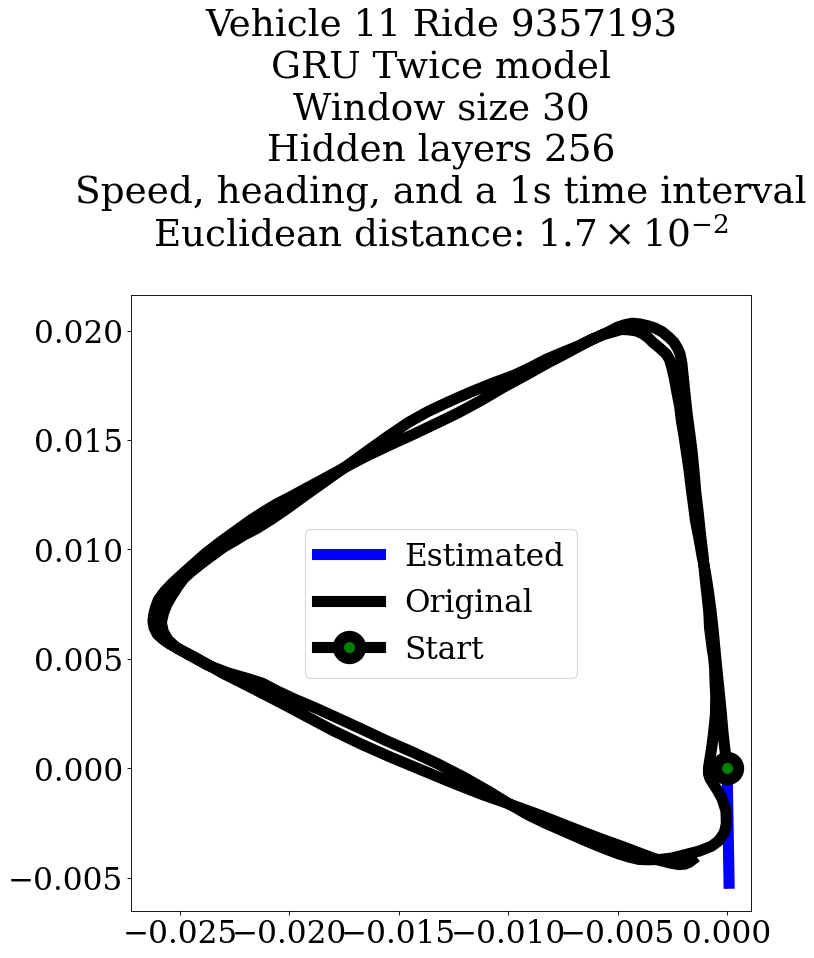 Vehicle 11 Ride 9357193
GRU Twice model
Window size 30
Hidden layers 256
Speed, heading, and a 1s time interval
Euclidean distance: 1.7 × 10⁻²
0.020
0.015
0.010
0.005
0.000
−0.005
Estimated
Original
Start
−0.025 −0.020 −0.015 −0.010 −0.005 0.000